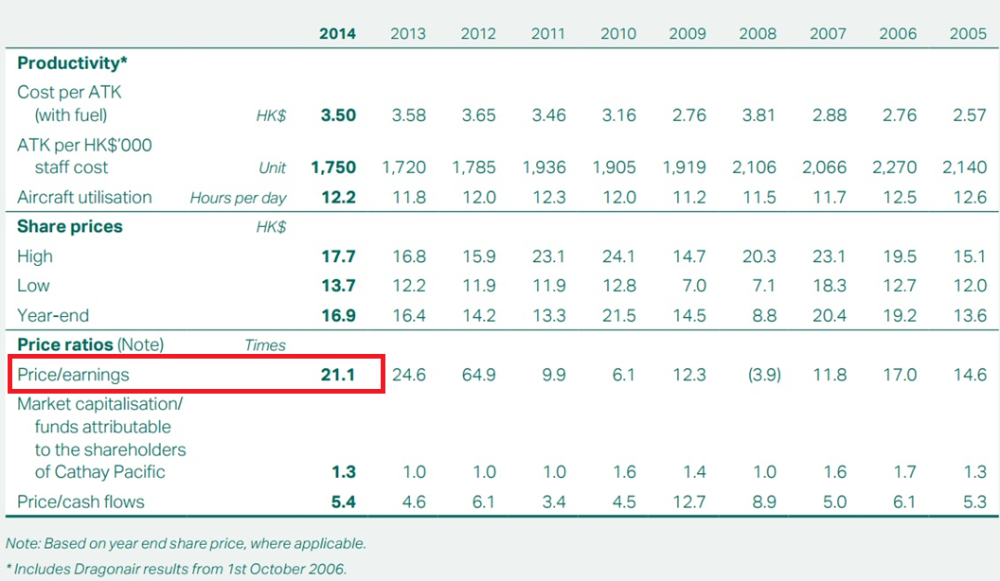 2014 2013 2012 2011 2010 2009 2008 2007 2006 2005
Productivity*
Cost per ATK
(with fuel) HK$ 3.50 3.58 3.65 3.46 3.16 2.76 3.81 2.88 2.76 2.57
ATK per HK$'000
staff cost Unit 1,750 1,720 1,785 1,936 1,905 1,919 2,106 2,066 2,270 2,140
Aircraft utilisation Hours per day 12.2 11.8 12.0 12.3 12.0 11.2 11.5 11.7 12.5 12.6
Share prices HK$
High 17.7 16.8 15.9 23.1 24.1 14.7 20.3 23.1 19.5 15.1
Low 13.7 12.2 11.9 11.9 12.8 7.0 7.1 18.3 12.7 12.0
Year-end 16.9 16.4 14.2 13.3 21.5 14.5 8.8 20.4 19.2 13.6
Price ratios (Note) Times
Price/earnings 21.1 24.6 64.9 9.9 6.1 12.3 (3.9) 11.8 17.0 14.6
Market capitalisation/
funds attributable
to the shareholders
of Cathay Pacific 1.3 1.0 1.0 1.0 1.6 1.4 1.0 1.6 1.7 1.3
Price/cash flows 5.4 4.6 6.1 3.4 4.5 12.7 8.9 5.0 6.1 5.3
Note: Based on year end share price, where applicable.
* Includes Dragonair results from 1st October 2006.